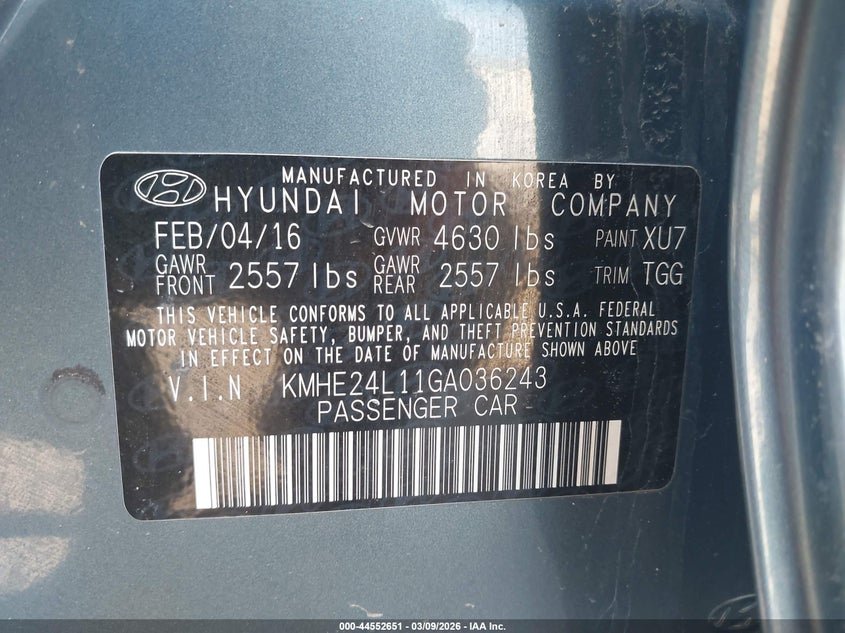 MANUFACTURED IN KOREA BY
HYUNDAI MOTOR COMPANY
FEB/04/16 GVWR 4630 lbs PAINT XU7
GAWR FRONT 2557 lbs GAWR REAR 2557 lbs TRIM TGG
THIS VEHICLE CONFORMS TO ALL APPLICABLE U.S.A. FEDERAL
MOTOR VEHICLE SAFETY, BUMPER, AND THEFT PREVENTION STANDARDS
IN EFFECT ON THE DATE OF MANUFACTURE SHOWN ABOVE
V.I.N KMHE24L11GA036243
PASSENGER CAR
000-44552651 | 03/09/2026 - IAA Inc.